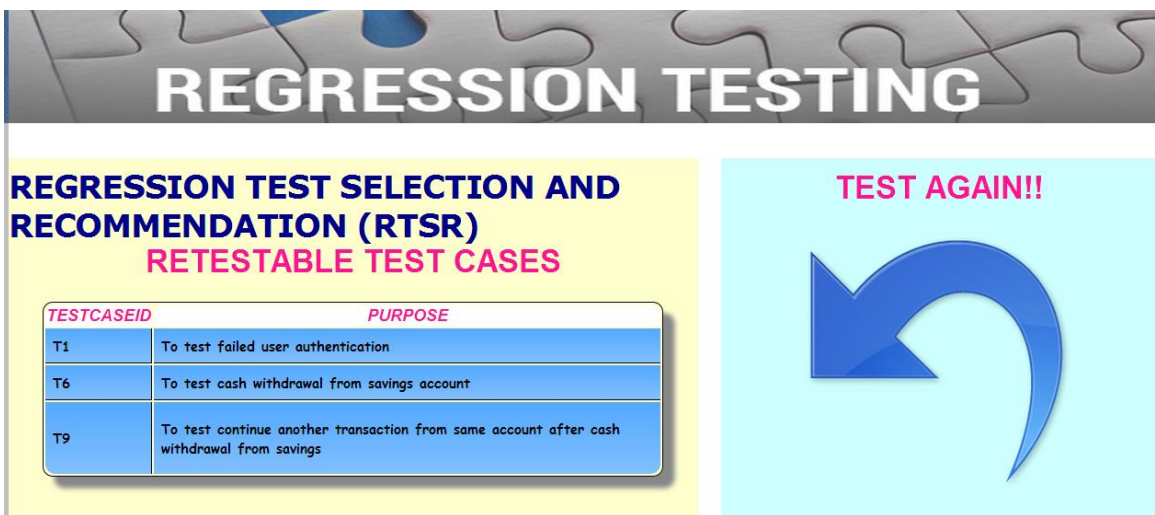 REGRESSION TESTING
REGRESSION TEST SELECTION AND
RECOMMENDATION (RTSR)
RETESTABLE TEST CASES
TESTCASEID PURPOSE
T1 To test failed user authentication
T6 To test cash withdrawal from savings account
T9 To test continue another transaction from same account after cash
withdrawal from savings
TEST AGAIN!!